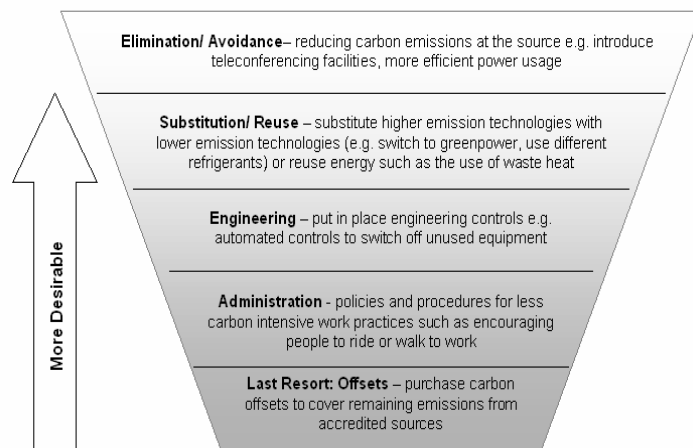 Elimination/ Avoidance– reducing carbon emissions at the source e.g. introduce
teleconferencing facilities, more efficient power usage
Substitution/ Reuse – substitute higher emission technologies with
lower emission technologies (e.g. switch to greenpower, use different
refrigerants) or reuse energy such as the use of waste heat
Engineering – put in place engineering controls e.g.
automated controls to switch off unused equipment
Administration - policies and procedures for less
carbon intensive work practices such as encouraging
people to ride or walk to work
Last Resort: Offsets – purchase carbon
offsets to cover remaining emissions from
accredited sources
More Desirable